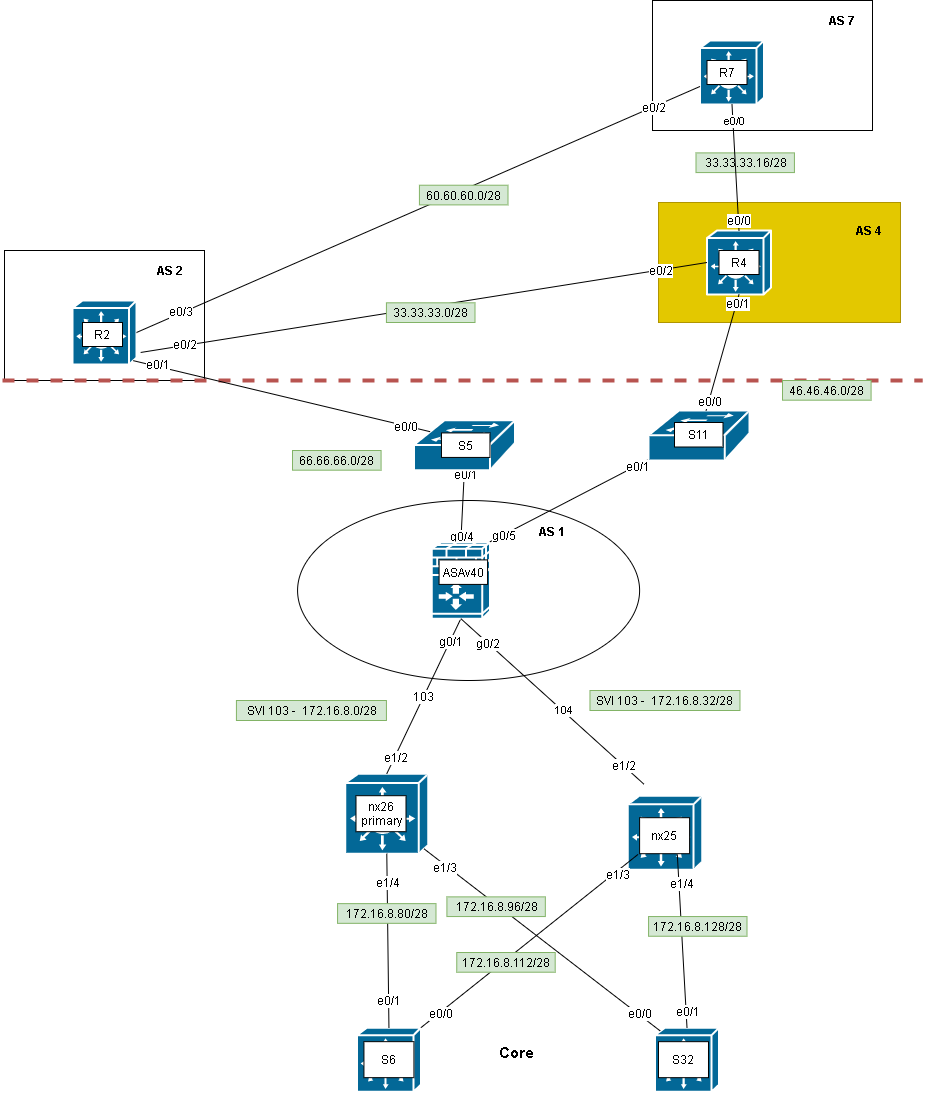 AS 7
R7
e0/2
e0/0
33.33.33.16/28
60.60.60.0/28
e0/0
AS 4
R4
e0/2
e0/1
AS 2
R2
e0/3
e0/2
e0/1
33.33.33.0/28
46.46.46.0/28
e0/0
S11
e0/1
e0/0
S5
e0/1
66.66.66.0/28
g0/4
g0/5
AS 1
ASAv40
g0/1
g0/2
103
104
SVI 103 - 172.16.8.0/28
SVI 103 - 172.16.8.32/28
e1/2
e1/2
nx26
primary
nx25
e1/3
e1/3
e1/4
e1/4
172.16.8.80/28
172.16.8.96/28
172.16.8.128/28
172.16.8.112/28
e0/1
e0/0
e0/0
e0/1
S6
Core
S32